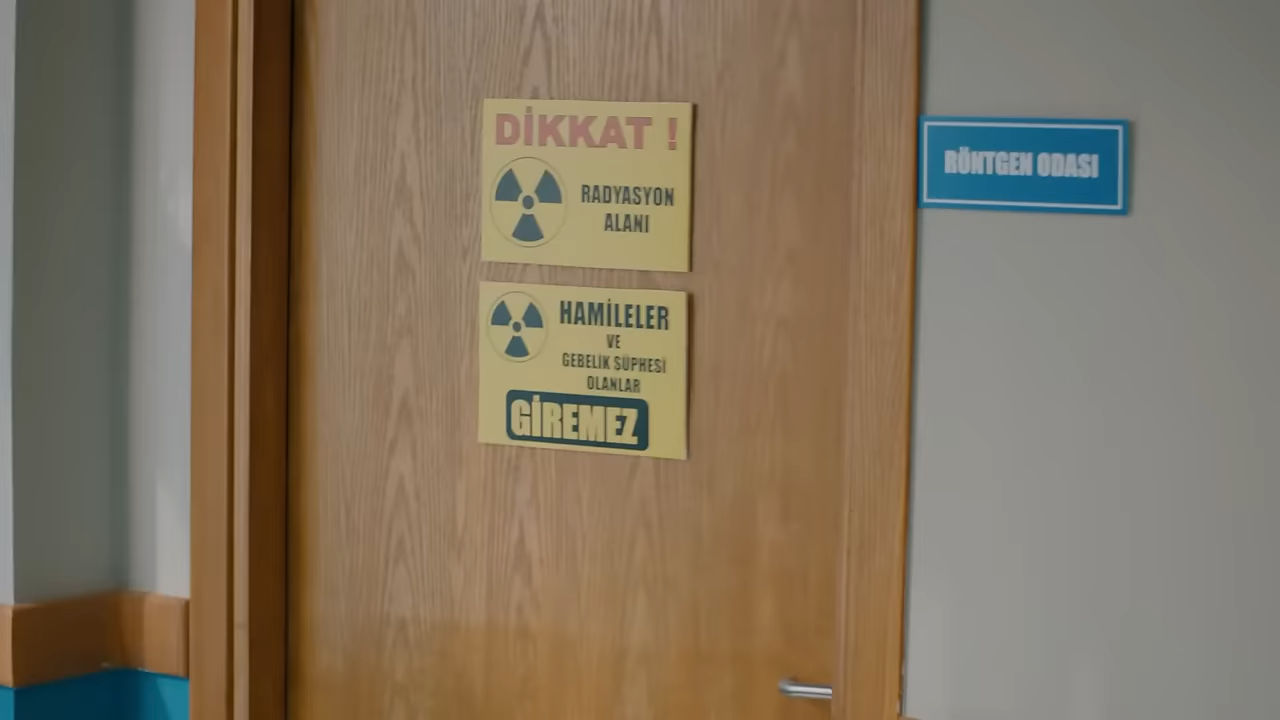 DİKKAT !
RADYASYON
ALANI
HAMİLELER
VE
GEBELİK ŞÜPHESİ
OLANLAR
GİREMEZ
RÖNTGEN ODASI